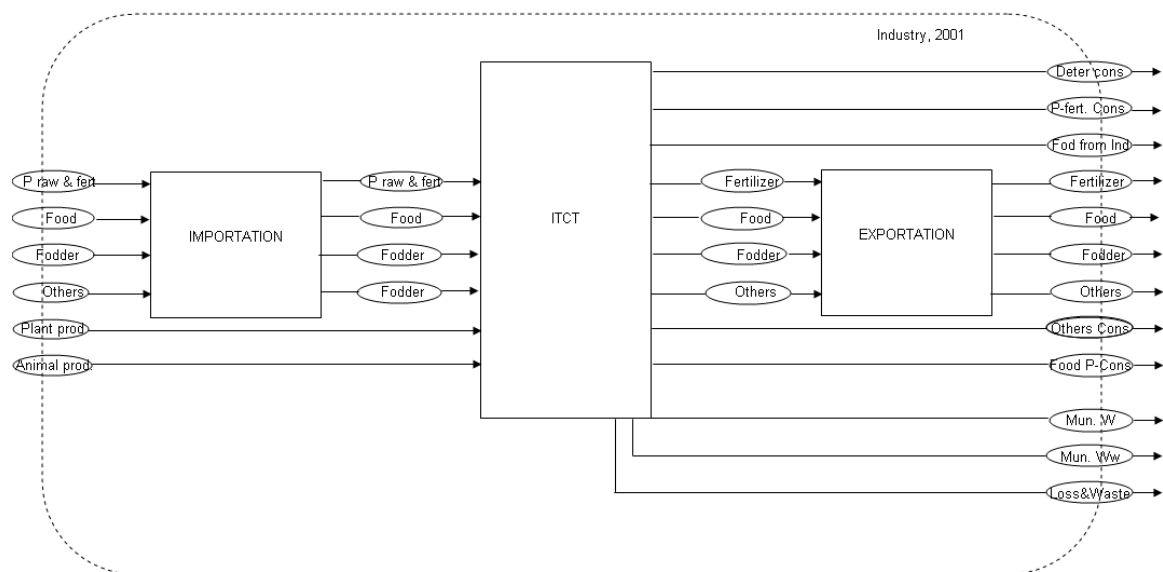 Industry, 2001
Deter cons
P-fert. Cons
Fod from Ind
P raw & fert
P raw & fert
Fertilizer
Fertilizer
Food
Food
Food
Food
IMPORTATION
ITCT
EXPORTATION
Fodder
Fodder
Fodder
Fodder
Others
Fodder
Others
Others
Plant prod
Others Cons
Animal prod.
Food P-Cons
Mun. W
Mun. Ww
Loss&Waste